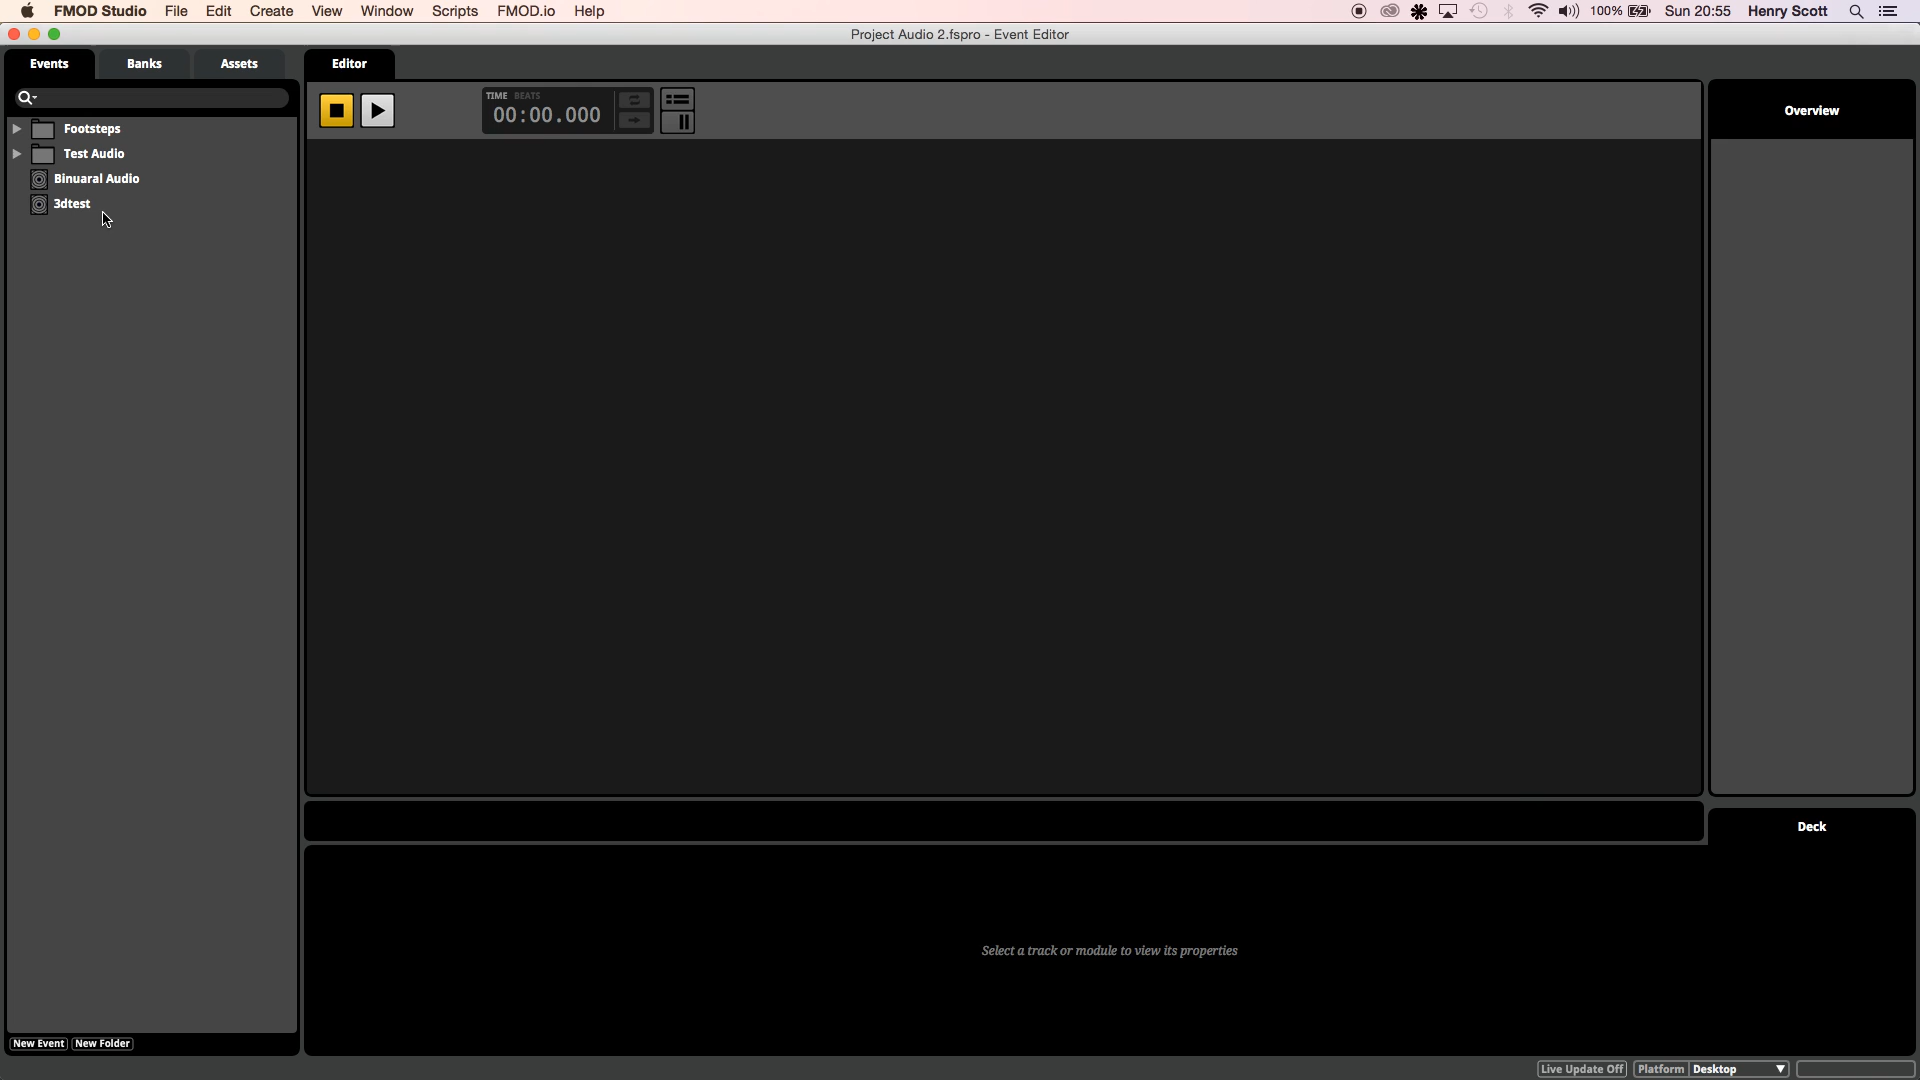 FMOD Studio File Edit Create View Window Scripts FMOD.io Help 100% Sun 20:55 Henry Scott
Project Audio 2.fspro - Event Editor
Events Banks Assets Editor
TIME BEATS
00:00.000
Overview
Footsteps
Test Audio
Binuaral Audio
3dtest
Deck
Select a track or module to view its properties
New Event New Folder
Live Update Off Platform Desktop